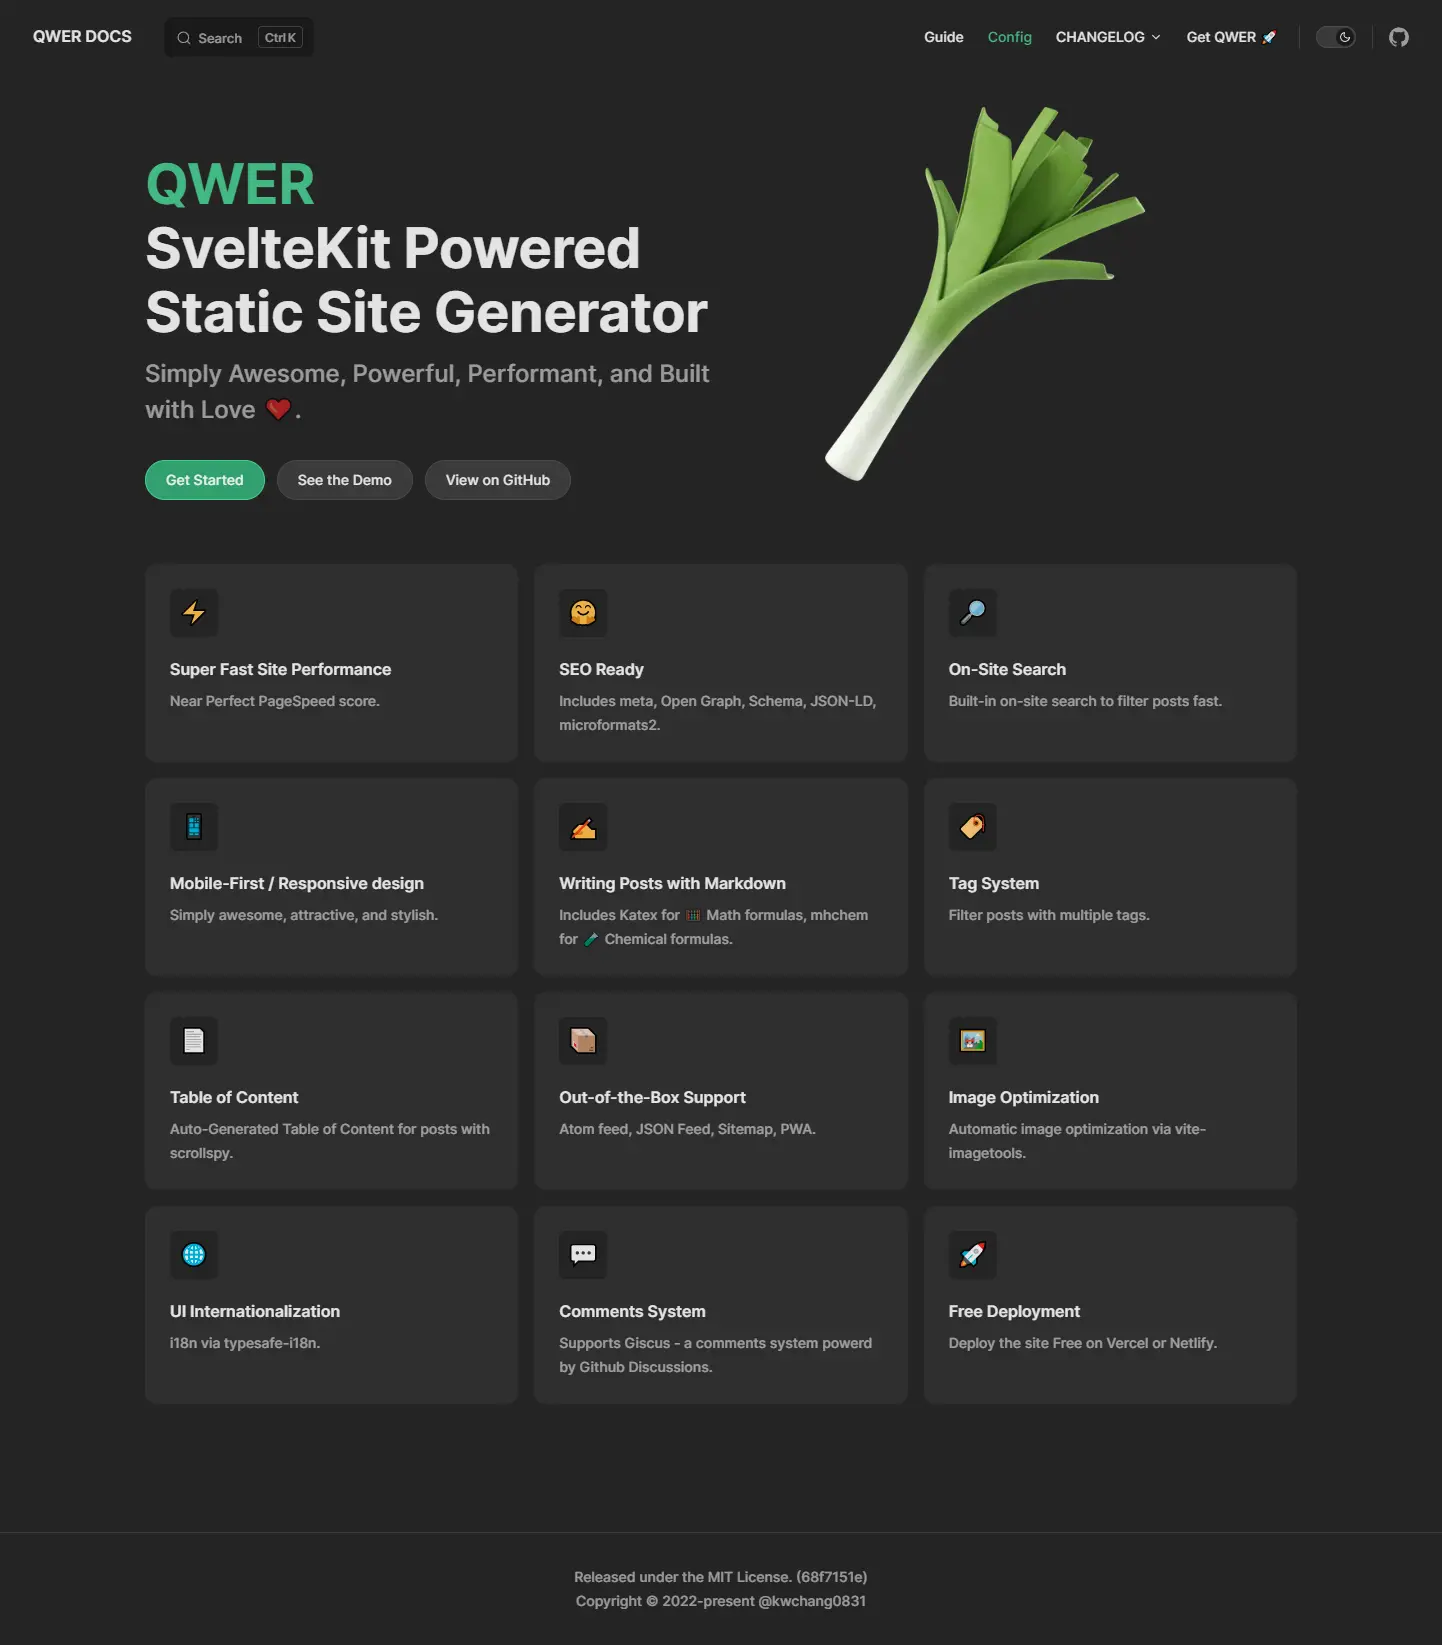 QWER DOCS
Search
Ctrl K
Guide
Config
CHANGELOG
Get QWER 🚀
QWER
SvelteKit Powered
Static Site Generator
Simply Awesome, Powerful, Performant, and Built
with Love ❤️.
Get Started
See the Demo
View on GitHub
Super Fast Site Performance
Near Perfect PageSpeed score.
SEO Ready
Includes meta, Open Graph, Schema, JSON-LD,
microformats2.
On-Site Search
Built-in on-site search to filter posts fast.
Mobile-First / Responsive design
Simply awesome, attractive, and stylish.
Writing Posts with Markdown
Includes Katex for 🧮 Math formulas, mhchem
for 🧪 Chemical formulas.
Tag System
Filter posts with multiple tags.
Table of Content
Auto-Generated Table of Content for posts with
scrollspy.
Out-of-the-Box Support
Atom feed, JSON Feed, Sitemap, PWA.
Image Optimization
Automatic image optimization via vite-
imagetools.
UI Internationalization
i18n via typesafe-i18n.
Comments System
Supports Giscus - a comments system powerd
by Github Discussions.
Free Deployment
Deploy the site Free on Vercel or Netlify.
Released under the MIT License. (68f7151e)
Copyright © 2022-present @kwchang0831